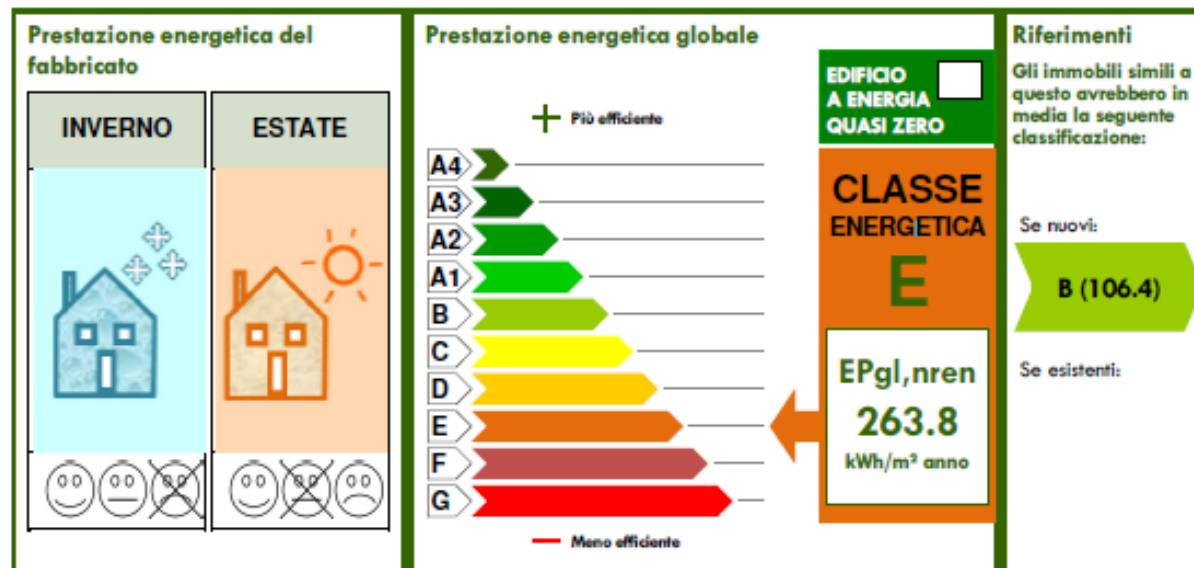 Prestazione energetica del
fabbricato
INVERNO
ESTATE
Prestazione energetica globale
Più efficiente
A4
A3
A2
A1
B
C
D
E
F
G
Meno efficiente
EDIFICIO
A ENERGIA
QUASI ZERO
CLASSE
ENERGETICA
E
EPgl,nren
263.8
kWh/m² anno
Riferimenti
Gli immobili simili a
questo avrebbero in
media la seguente
classificazione:
Se nuovi:
B (106.4)
Se esistenti: